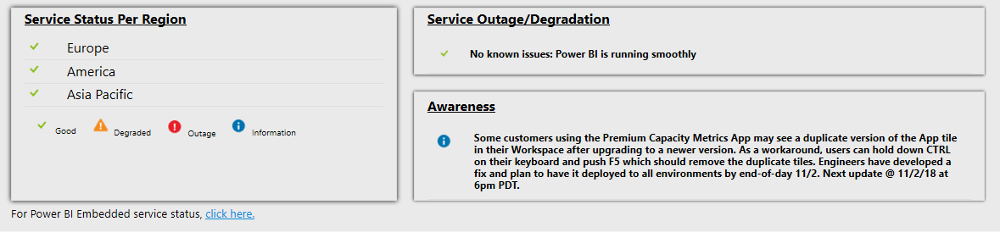 Service Status Per Region
Europe
America
Asia Pacific
Good
Degraded
Outage
Information
For Power BI Embedded service status, click here.
Service Outage/Degradation
No known issues: Power BI is running smoothly
Awareness
Some customers using the Premium Capacity Metrics App may see a duplicate version of the App tile
in their Workspace after upgrading to a newer version. As a workaround, users can hold down CTRL
on their keyboard and push F5 which should remove the duplicate tiles. Engineers have developed a
fix and plan to have it deployed to all environments by end-of-day 11/2. Next update @ 11/2/18 at
6pm PDT.